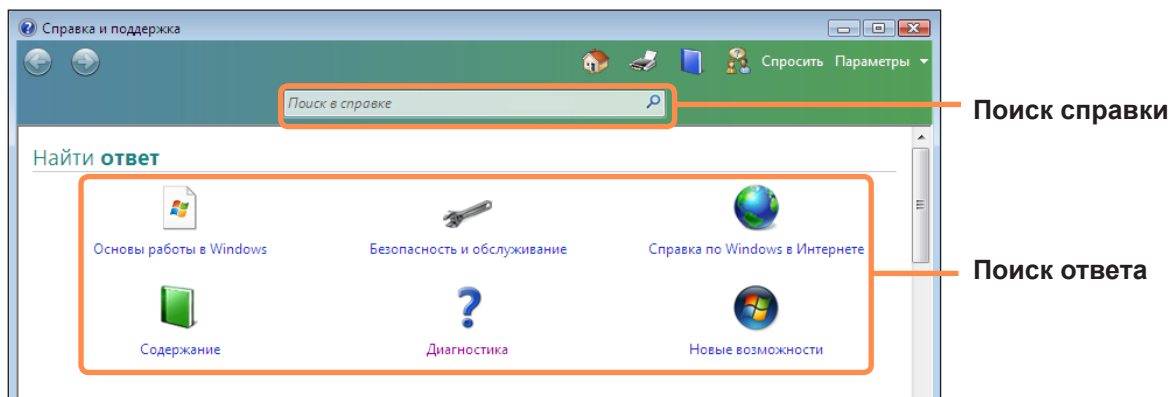 Справка и поддержка
Спросить Параметры
Поиск в справке
Поиск справки
Найти ответ
Основы работы в Windows
Безопасность и обслуживание
Справка по Windows в Интернете
Поиск ответа
Содержание
Диагностика
Новые возможности